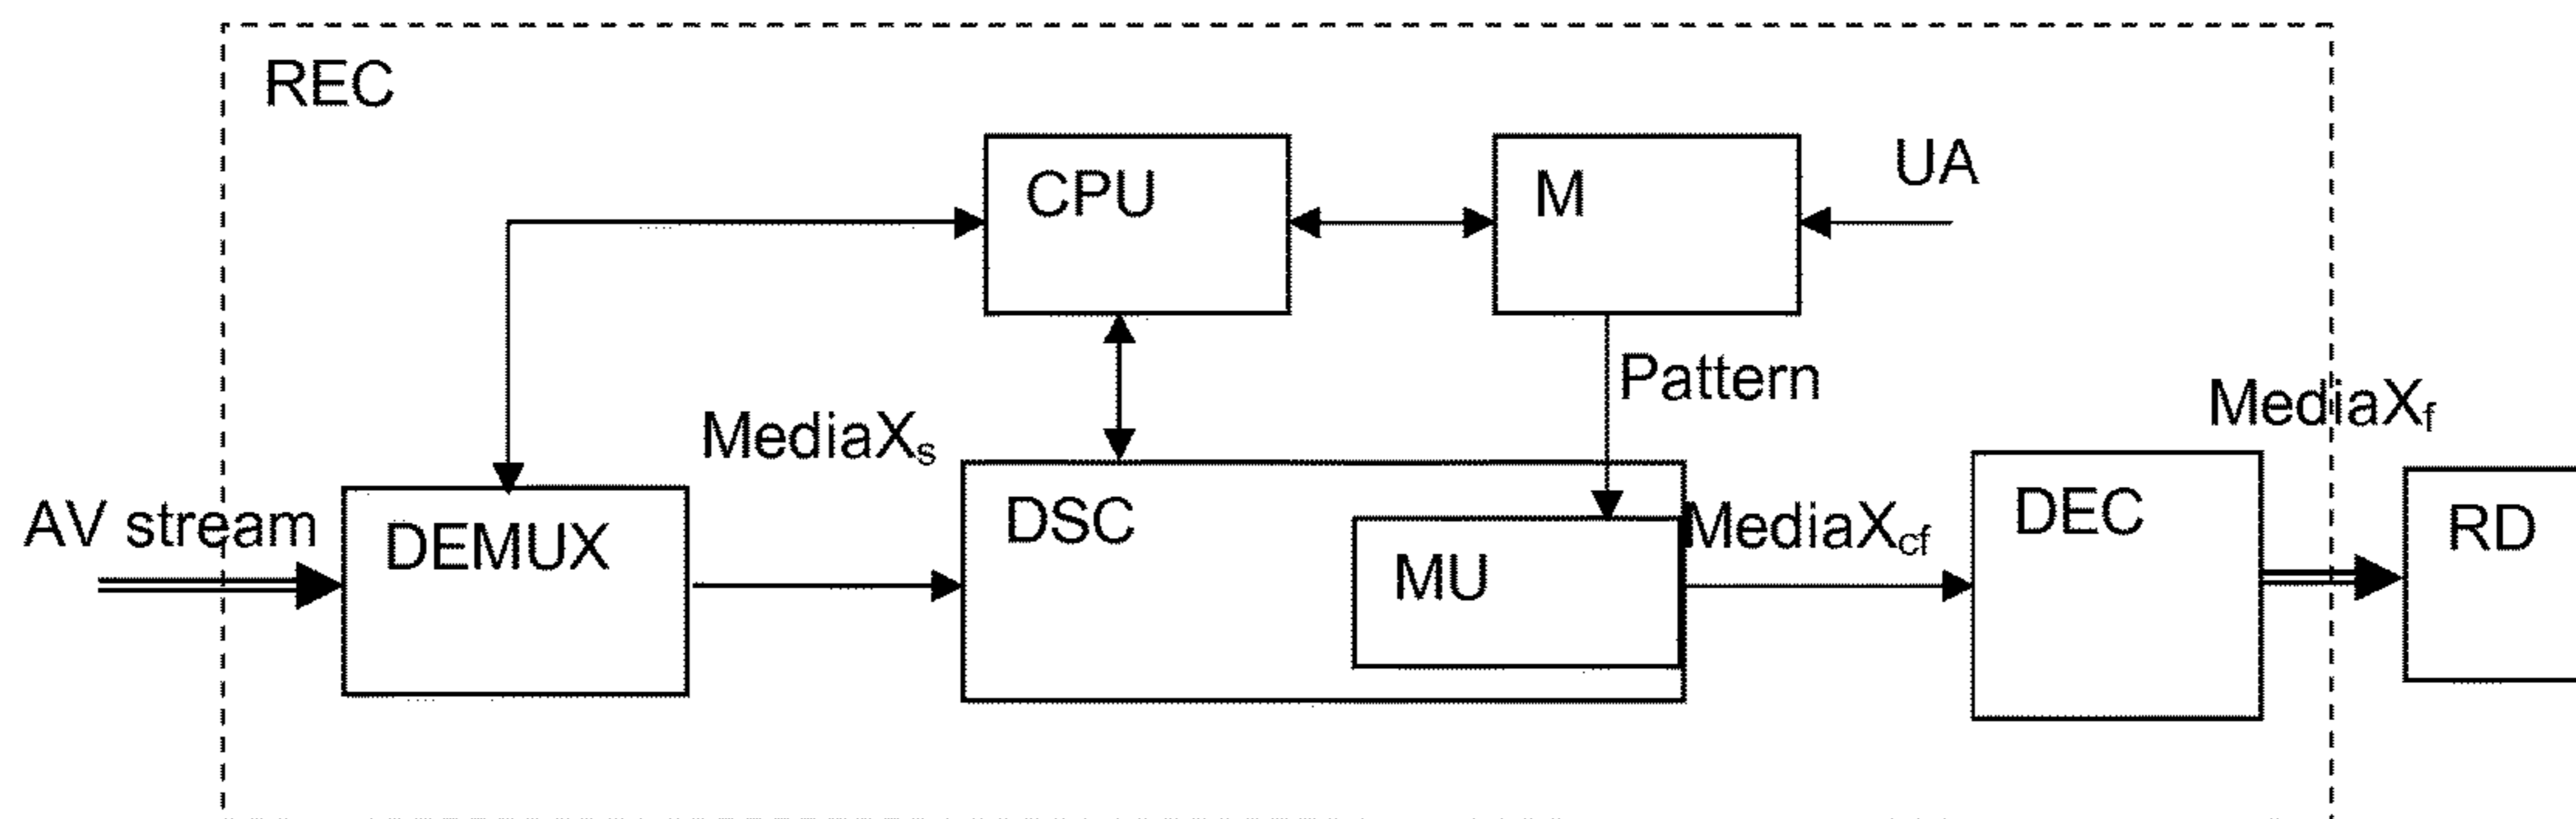 REC
CPU
M
UA
Pattern
MediaXs
MediaXf
AV stream
DEMUX
DSC
MU
MediaXcf
DEC
RD